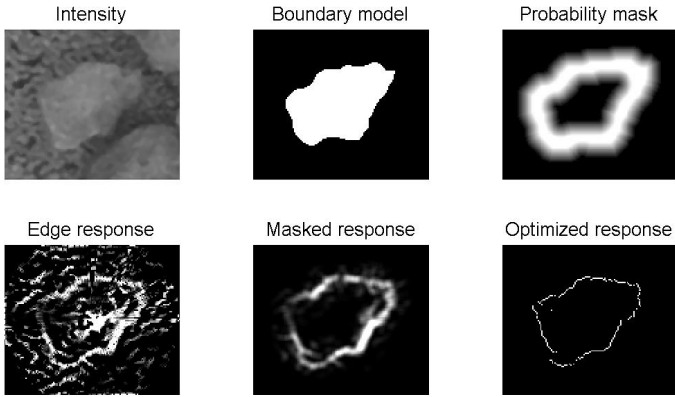 Intensity
Boundary model
Probability mask
Edge response
Masked response
Optimized response